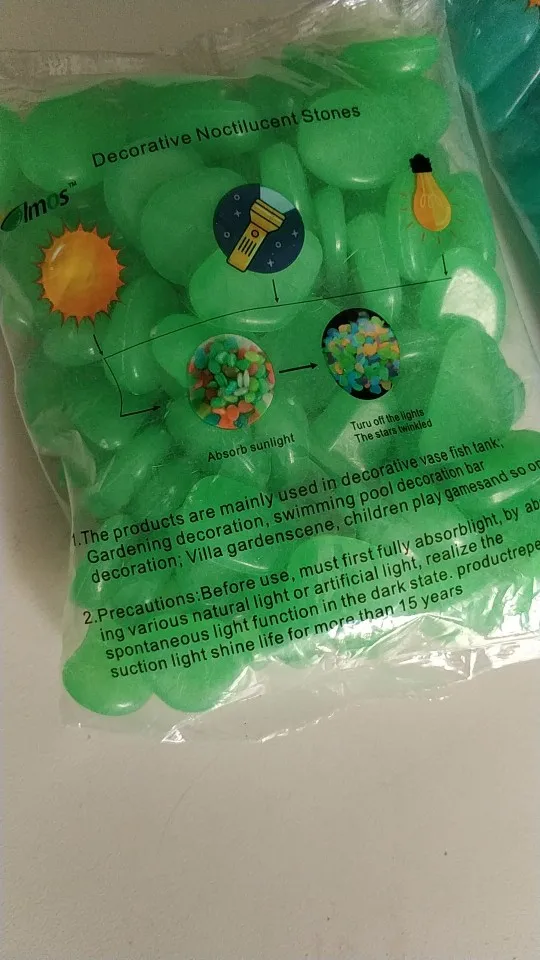 Decorative Noctilucent Stones
Olmos™
Absorb sunlight
Turu off the lights
The stars twinkled
1.The products are mainly used in decorative vase fish tank;
Gardening decoration, swimming pool decoration bar
decoration; Villa gardenscene, children play gamesand so on
2.Precautions:Before use, must first fully absorblight, by ab
ing various natural light or artificial light, realize the
spontaneous light function in the dark state. productrepe
suction light shine life for more than 15 years